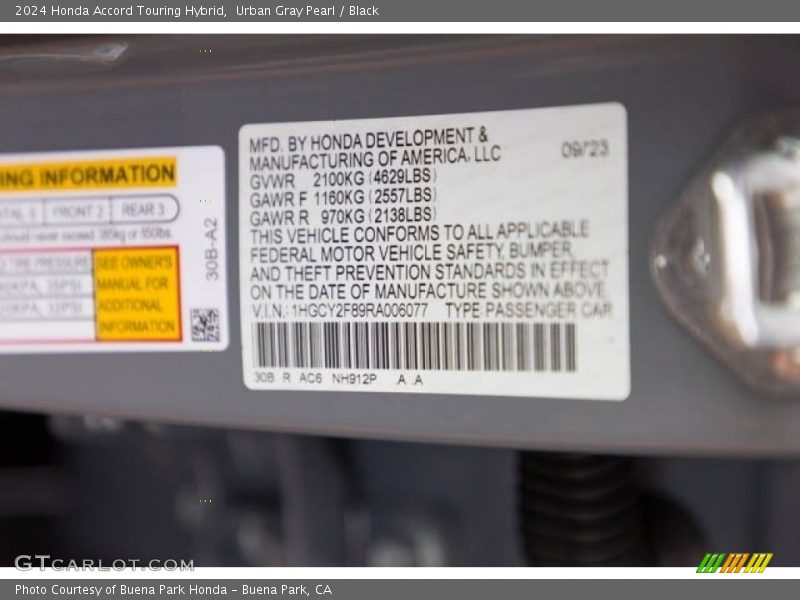 2024 Honda Accord Touring Hybrid, Urban Gray Pearl / Black
ING INFORMATION
FRONT 2 REAR 3
SEE OWNER'S
MANUAL FOR
ADDITIONAL
INFORMATION
30B-A2
MFD. BY HONDA DEVELOPMENT &
MANUFACTURING OF AMERICA, LLC
09/23
GVWR 2100KG (4629LBS)
GAWR F 1160KG (2557LBS)
GAWR R 970KG (2138LBS)
THIS VEHICLE CONFORMS TO ALL APPLICABLE
FEDERAL MOTOR VEHICLE SAFETY, BUMPER,
AND THEFT PREVENTION STANDARDS IN EFFECT
ON THE DATE OF MANUFACTURE SHOWN ABOVE.
V.I.N.: 1HGCY2F89RA006077 TYPE:PASSENGER CAR
30B R AC6 NH912P .A .A
GTCARLOT.COM
Photo Courtesy of Buena Park Honda - Buena Park, CA